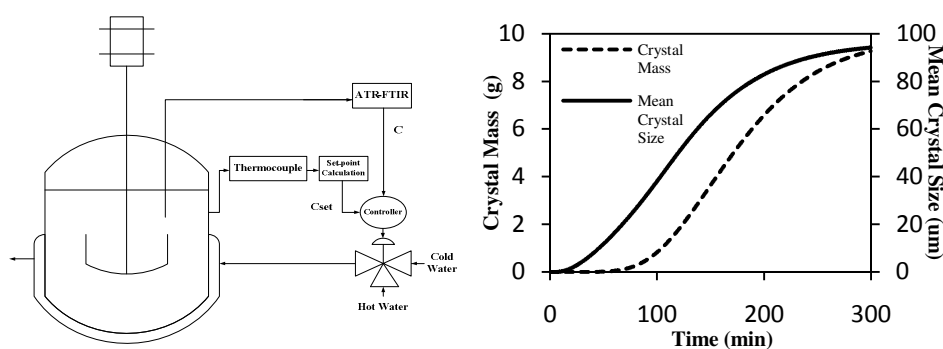 ATR-FTIR
C
Thermocouple
Set-point
Calculation
Cset
Controller
Cold
Water
Hot Water
10
8
6
4
2
0
Crystal Mass (g)
Crystal
Mass
Mean
Crystal
Size
100
80
60
40
20
0
Mean Crystal Size (um)
0
100
200
300
Time (min)